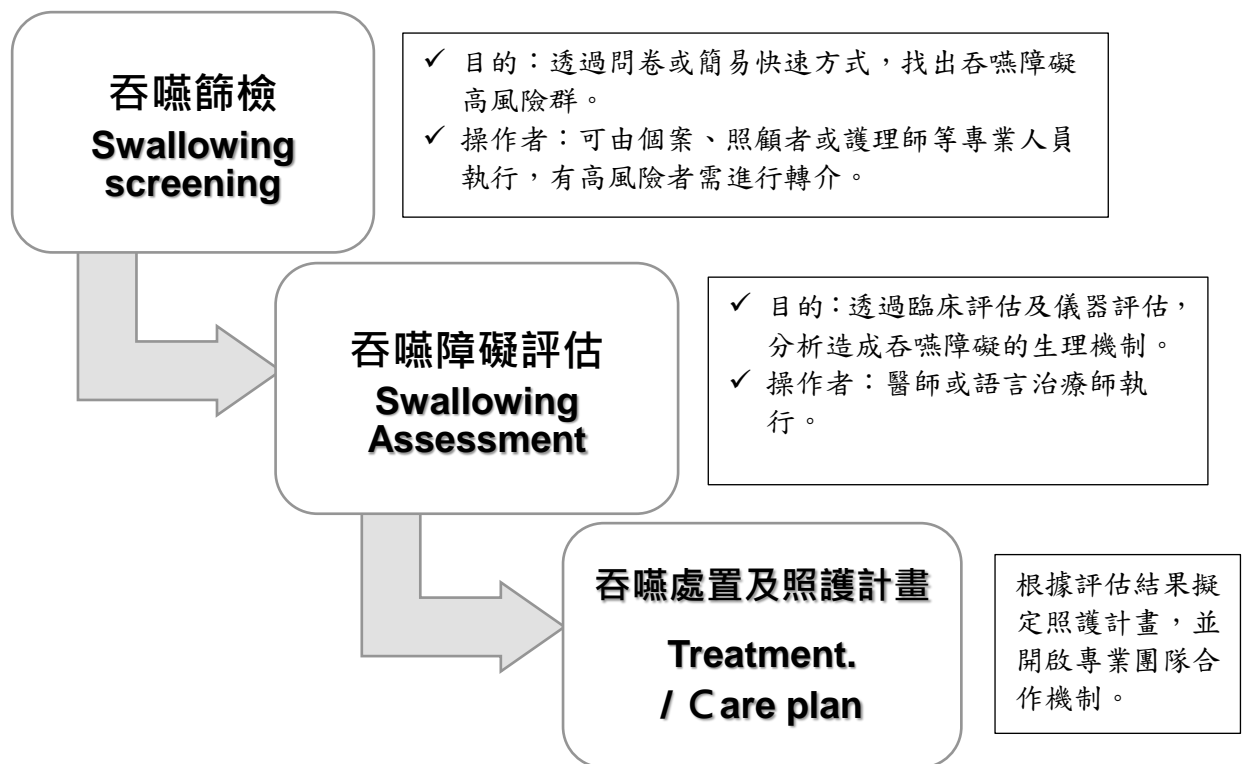 吞嚥篩檢
Swallowing
screening
✓ 目的：透過問卷或簡易快速方式，找出吞嚥障礙
高風險群。
✓ 操作者：可由個案、照顧者或護理師等專業人員
執行，有高風險者需進行轉介。
吞嚥障礙評估
Swallowing
Assessment
✓ 目的：透過臨床評估及儀器評估，
分析造成吞嚥障礙的生理機制。
✓ 操作者：醫師或語言治療師執
行。
吞嚥處置及照護計畫
Treatment.
/ Ｃare plan
根據評估結果擬
定照護計畫，並
開啟專業團隊合
作機制。